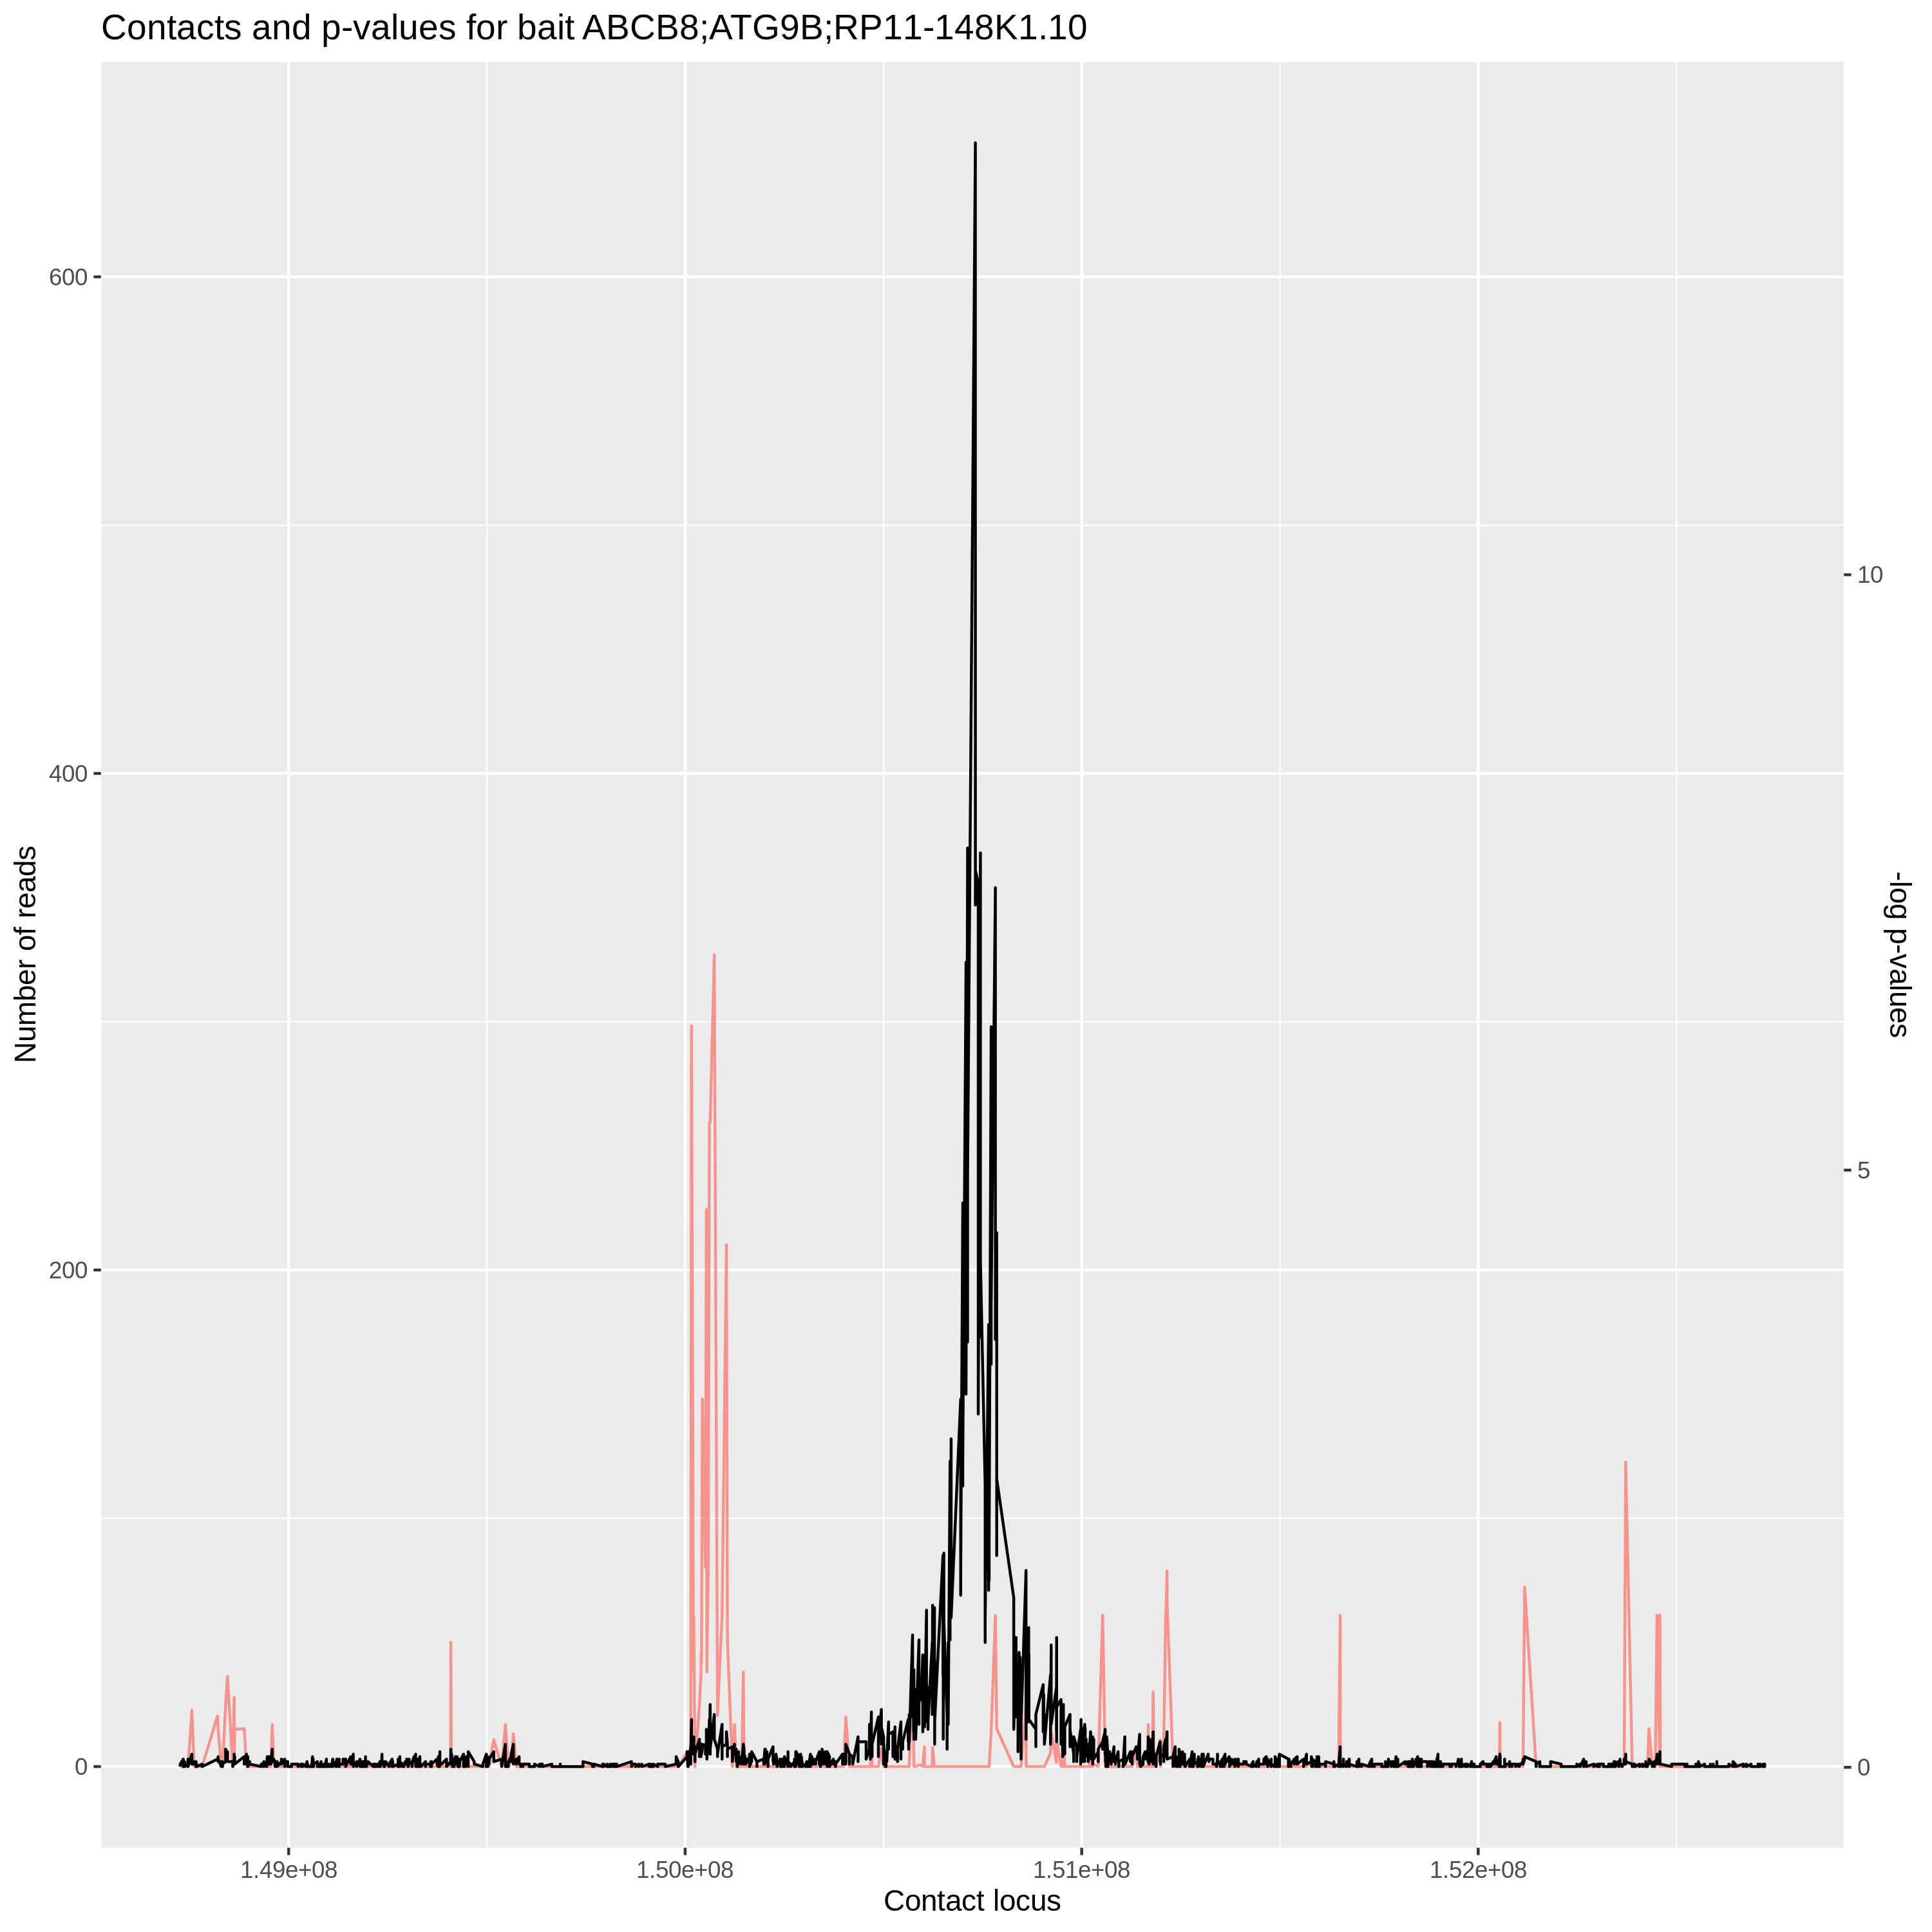 Contacts and p-values for bait ABCB8;ATG9B;RP11-148K1.10
600
400
200
0
Number of reads
10
5
0
-log p-values
1.49e+08
1.50e+08
1.51e+08
1.52e+08
Contact locus